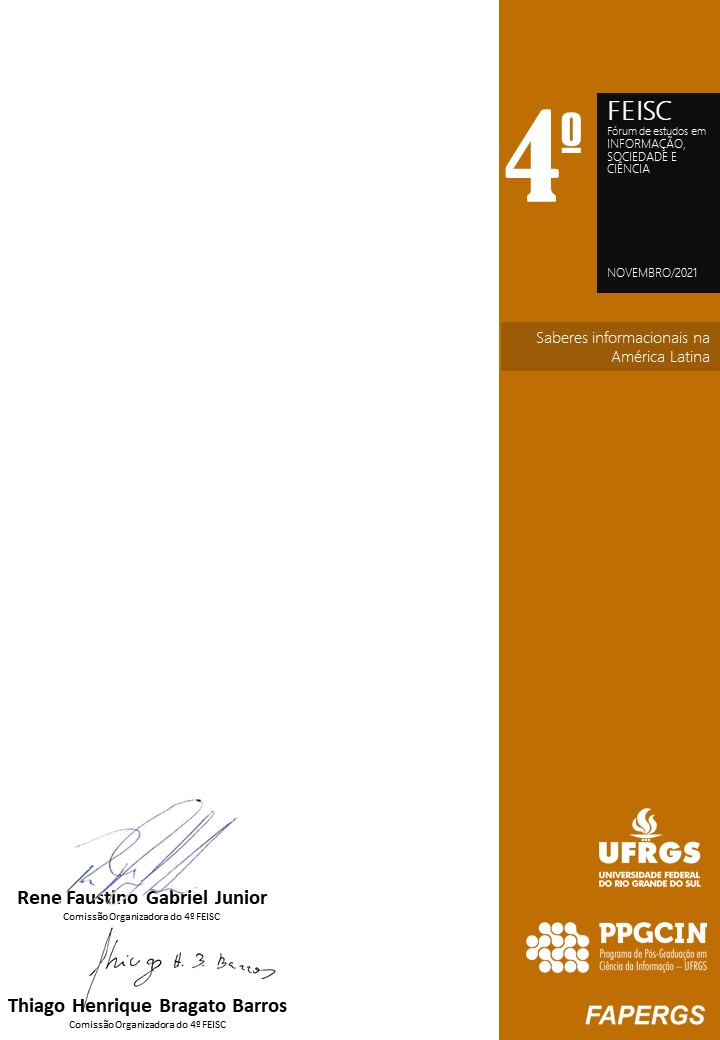 4º
FEISC
Fórum de estudos em
INFORMAÇÃO,
SOCIEDADE E
CIÊNCIA
NOVEMBRO/2021
Saberes informacionais na
América Latina
Rene Faustino Gabriel Junior
Comissão Organizadora do 4º FEISC
Thiago H. B. Barros
Thiago Henrique Bragato Barros
Comissão Organizadora do 4º FEISC
UFRGS
UNIVERSIDADE FEDERAL
DO RIO GRANDE DO SUL
PPGCIN
Programa de Pós-Graduação em
Ciência da Informação – UFRGS
FAPERGS